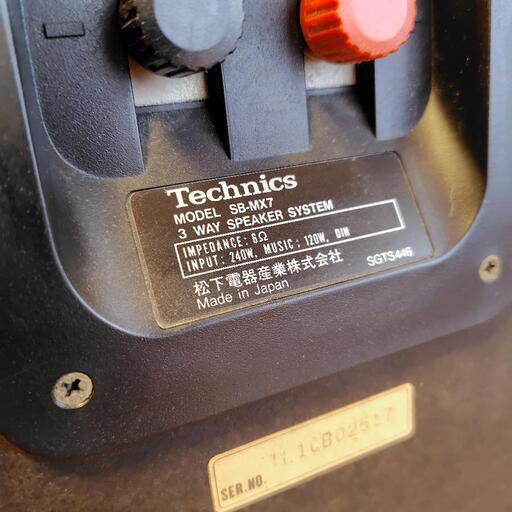 Technics
MODEL SB-MX7
3 WAY SPEAKER SYSTEM
IMPEDANCE: 6Ω
INPUT: 240W, MUSIC; 120W, DIN
松下電器産業株式会社
Made in Japan
SGTS446
SER.NO.